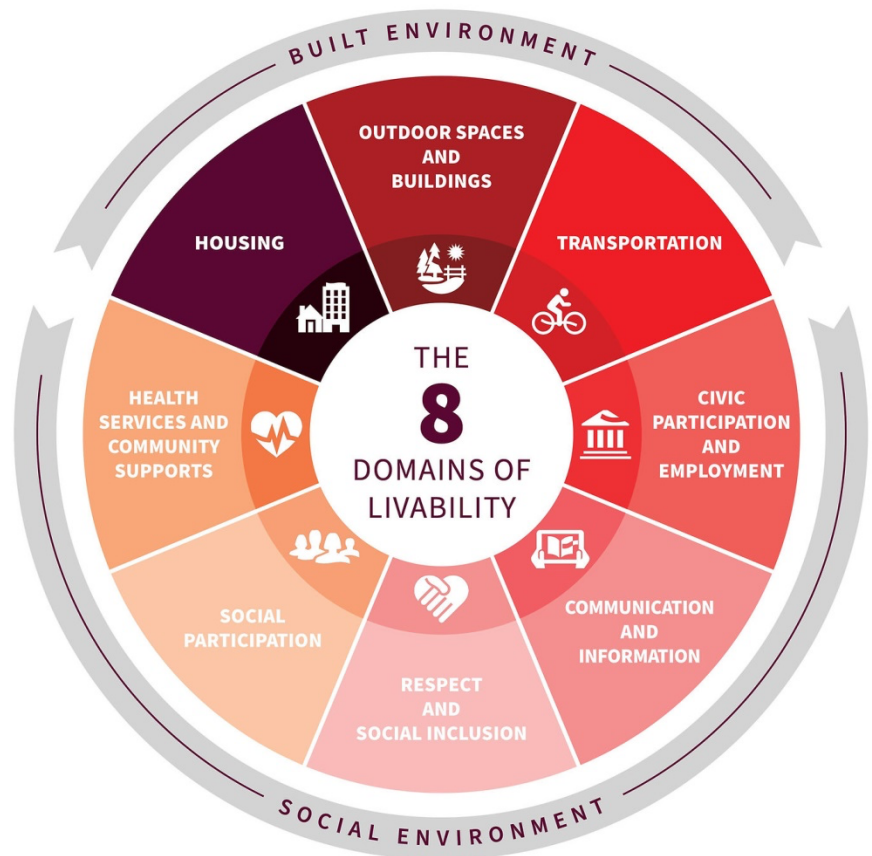 BUILT ENVIRONMENT
OUTDOOR SPACES
AND
BUILDINGS
HOUSING
TRANSPORTATION
THE
8
DOMAINS OF
LIVABILITY
HEALTH
SERVICES AND
COMMUNITY
SUPPORTS
CIVIC
PARTICIPATION
AND
EMPLOYMENT
SOCIAL
PARTICIPATION
COMMUNICATION
AND
INFORMATION
RESPECT
AND
SOCIAL INCLUSION
SOCIAL ENVIRONMENT